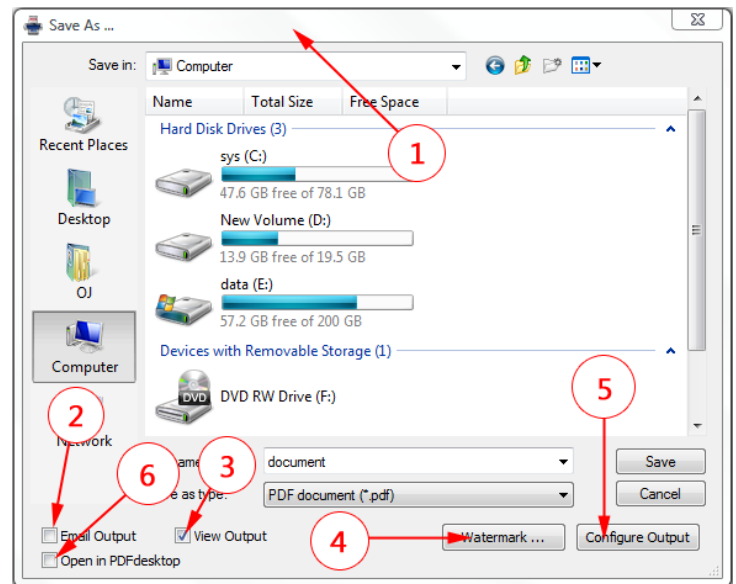 Save As ...
Save in: Computer
Name Total Size Free Space
Recent Places
Hard Disk Drives (3)
1
sys (C:)
47.6 GB free of 78.1 GB
Desktop
New Volume (D:)
13.9 GB free of 19.5 GB
OJ
data (E:)
57.2 GB free of 200 GB
Computer
Devices with Removable Storage (1)
5
DVD
DVD RW Drive (F:)
2
Network
6
3
document
Save
as type:
PDF document (*.pdf)
Cancel
Email Output
View Output
4
Watermark ...
Configure Output
Open in PDFdesktop